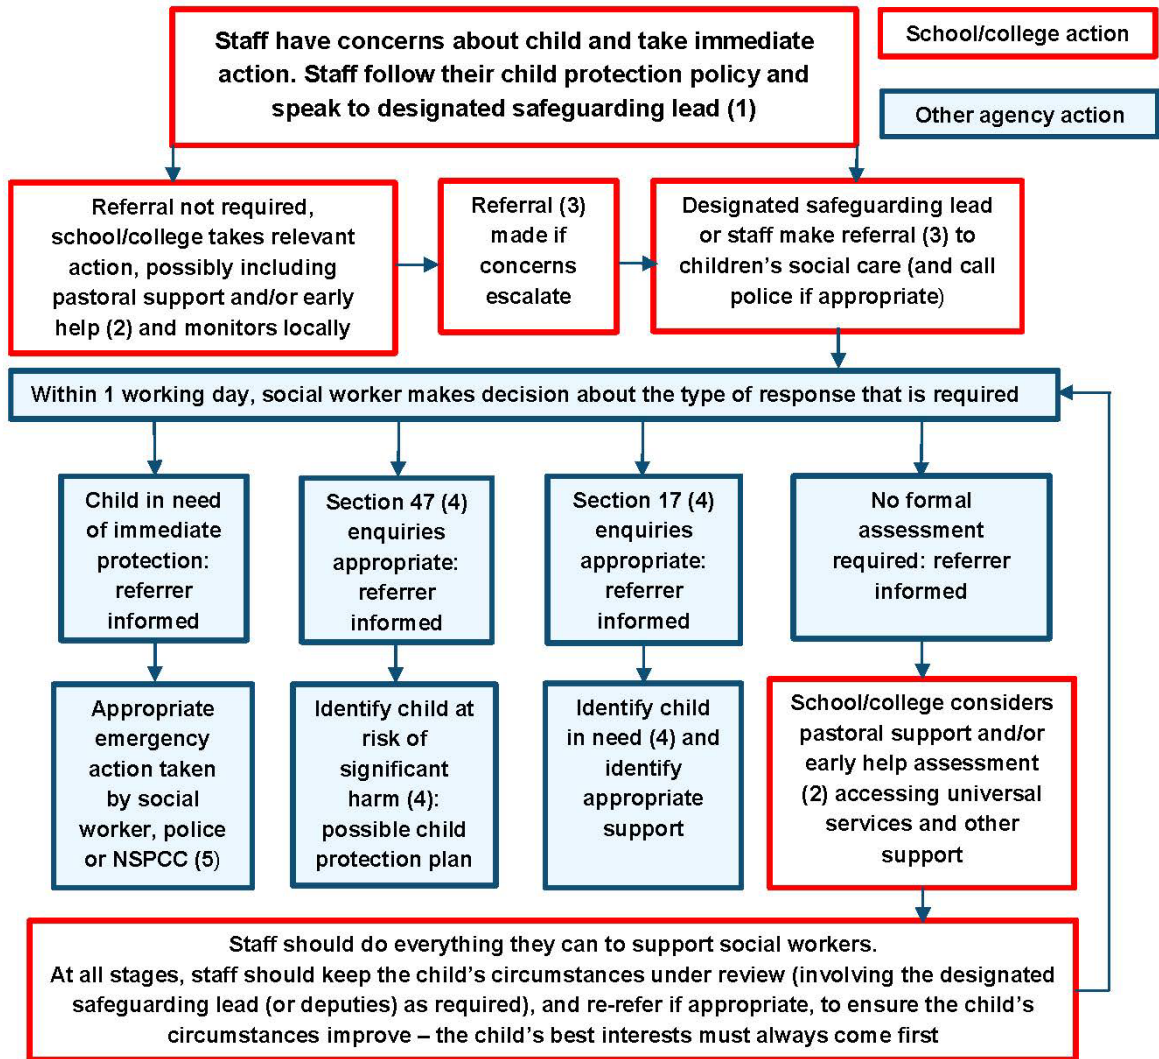 Staff have concerns about child and take immediate
action. Staff follow their child protection policy and
speak to designated safeguarding lead (1)
School/college action
Other agency action
Referral not required,
school/college takes relevant
action, possibly including
pastoral support and/or early
help (2) and monitors locally
Referral (3)
made if
concerns
escalate
Designated safeguarding lead
or staff make referral (3) to
children’s social care (and call
police if appropriate)
Within 1 working day, social worker makes decision about the type of response that is required
Child in need
of immediate
protection:
referrer
informed
Section 47 (4)
enquiries
appropriate:
referrer
informed
Section 17 (4)
enquiries
appropriate:
referrer
informed
No formal
assessment
required: referrer
informed
Appropriate
emergency
action taken
by social
worker, police
or NSPCC (5)
Identify child at
risk of
significant
harm (4):
possible child
protection plan
Identify child
in need (4) and
identify
appropriate
support
School/college considers
pastoral support and/or
early help assessment
(2) accessing universal
services and other
support
Staff should do everything they can to support social workers.
At all stages, staff should keep the child’s circumstances under review (involving the designated
safeguarding lead (or deputies) as required), and re-refer if appropriate, to ensure the child’s
circumstances improve – the child’s best interests must always come first